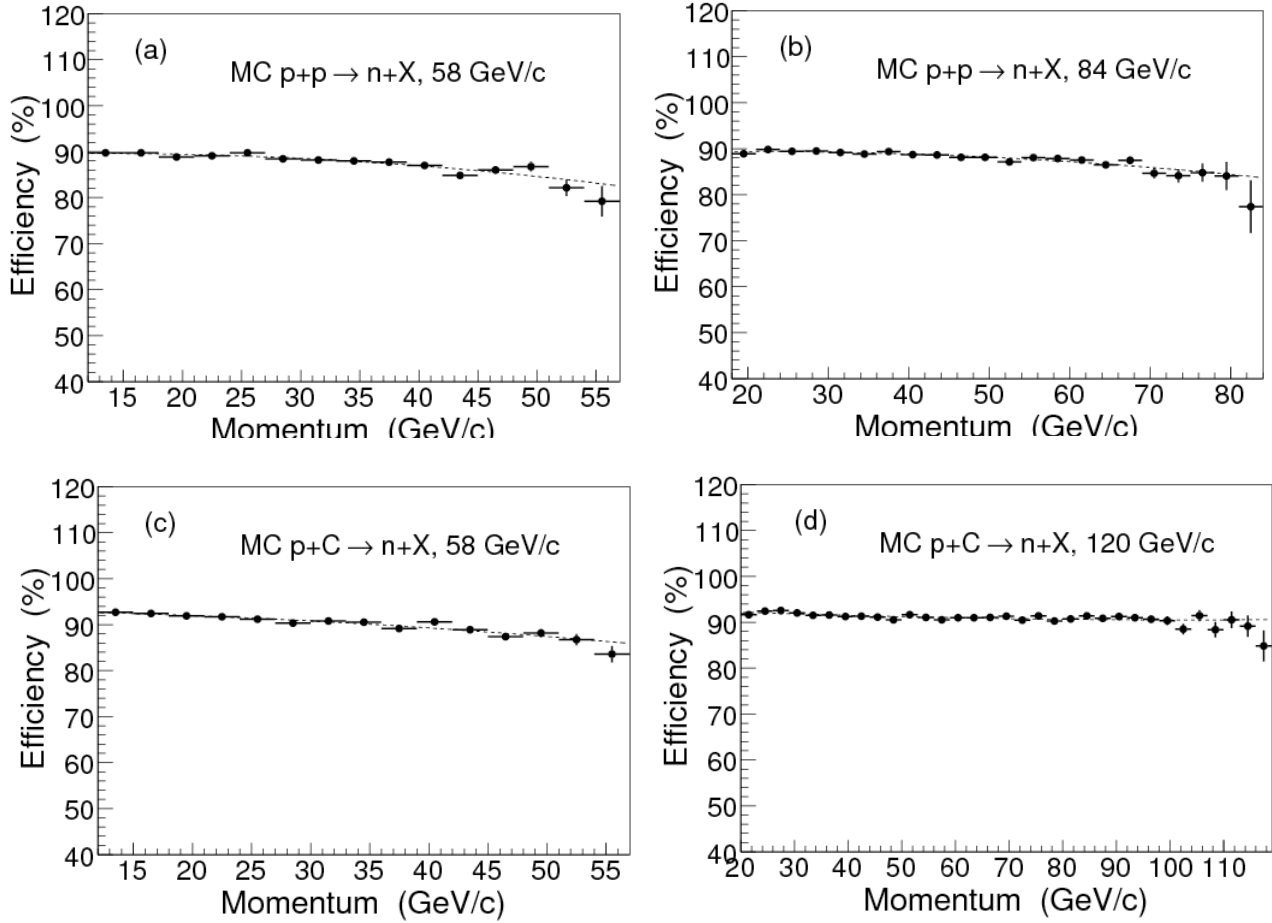 (a)
MC p+p → n+X, 58 GeV/c
Efficiency (%)
120
110
100
90
80
70
60
50
40
15 20 25 30 35 40 45 50 55
Momentum (GeV/c)
(b)
MC p+p → n+X, 84 GeV/c
Efficiency (%)
120
110
100
90
80
70
60
50
40
20 30 40 50 60 70 80
Momentum (GeV/c)
(c)
MC p+C → n+X, 58 GeV/c
Efficiency (%)
120
110
100
90
80
70
60
50
40
15 20 25 30 35 40 45 50 55
Momentum (GeV/c)
(d)
MC p+C → n+X, 120 GeV/c
Efficiency (%)
120
110
100
90
80
70
60
50
40
20 30 40 50 60 70 80 90 100 110
Momentum (GeV/c)